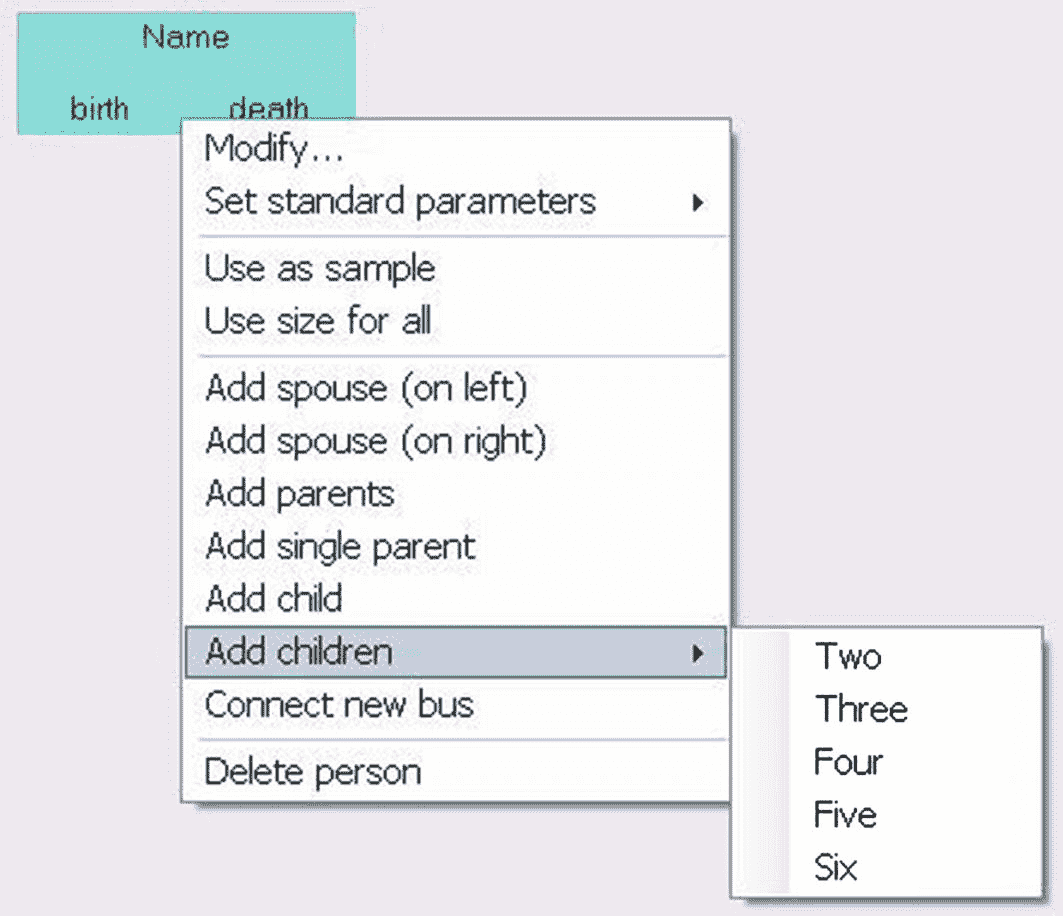 Name
birth death
Modify...
Set standard parameters
Use as sample
Use size for all
Add spouse (on left)
Add spouse (on right)
Add parents
Add single parent
Add child
Add children
Connect new bus
Delete person
Two
Three
Four
Five
Six